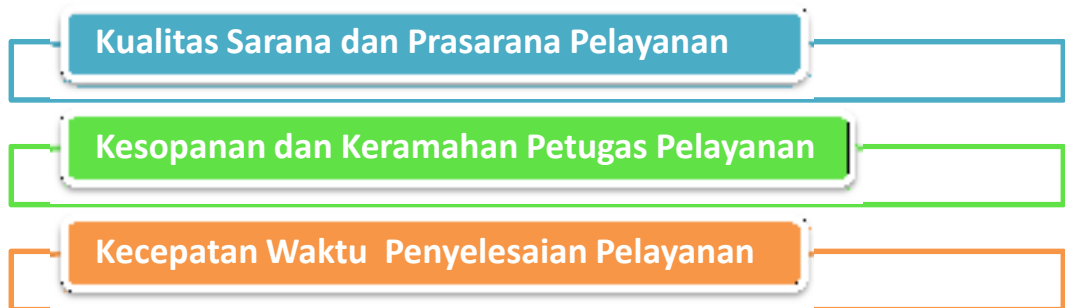 Kualitas Sarana dan Prasarana Pelayanan
Kesopanan dan Keramahan Petugas Pelayanan
Kecepatan Waktu  Penyelesaian Pelayanan